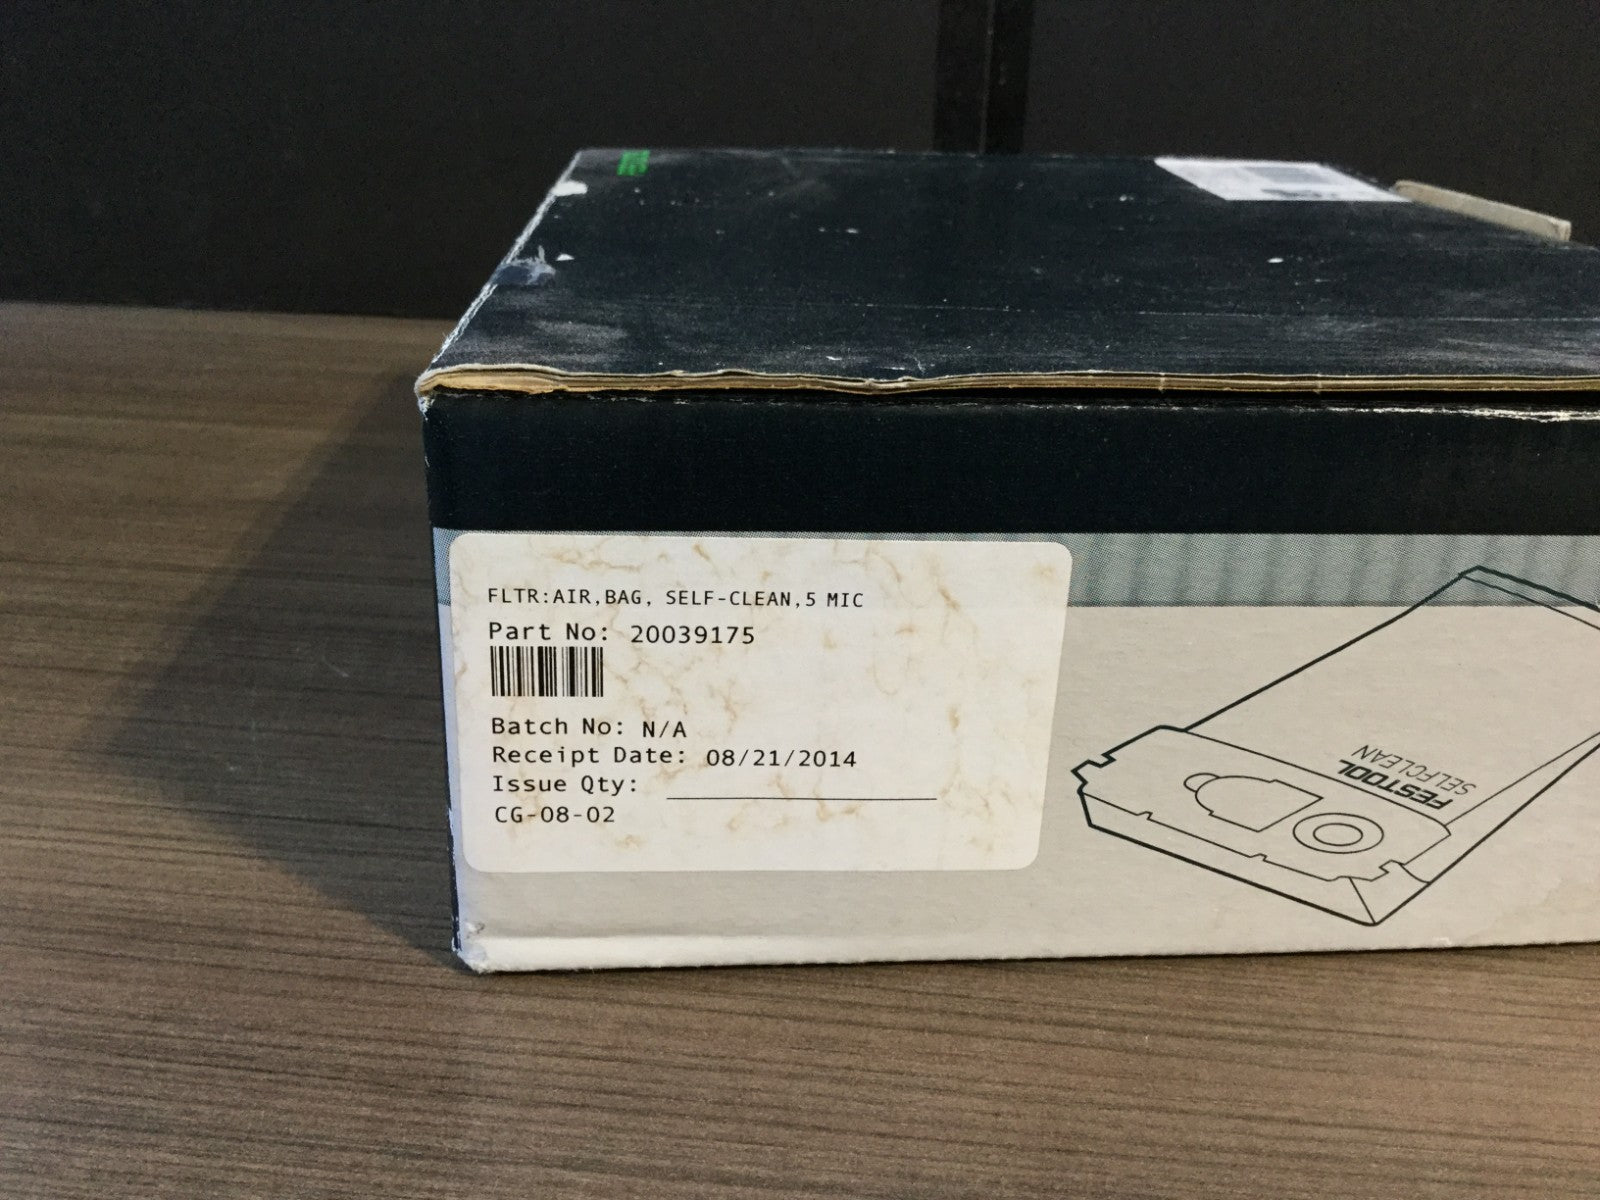 FLTR:AIR,BAG, SELF-CLEAN,5 MIC
Part No: 20039175
Batch No: N/A
Receipt Date: 08/21/2014
Issue Qty:
CG-08-02
FESTOOL
SELFCLEAN